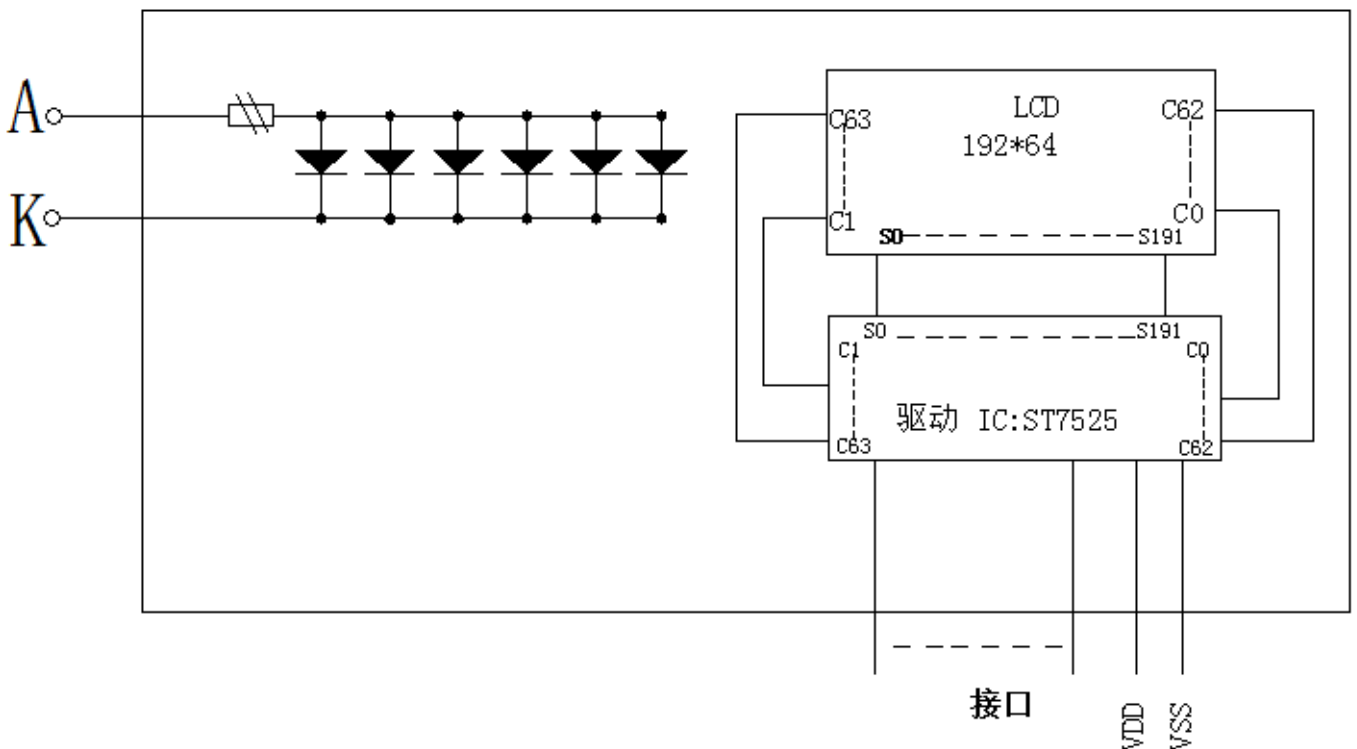 A
K
LCD
192*64
C63
C62
C1
C0
S0
S191
S0
S191
C1
C0
驱动 IC:ST7525
C63
C62
接口
VDD
VSS